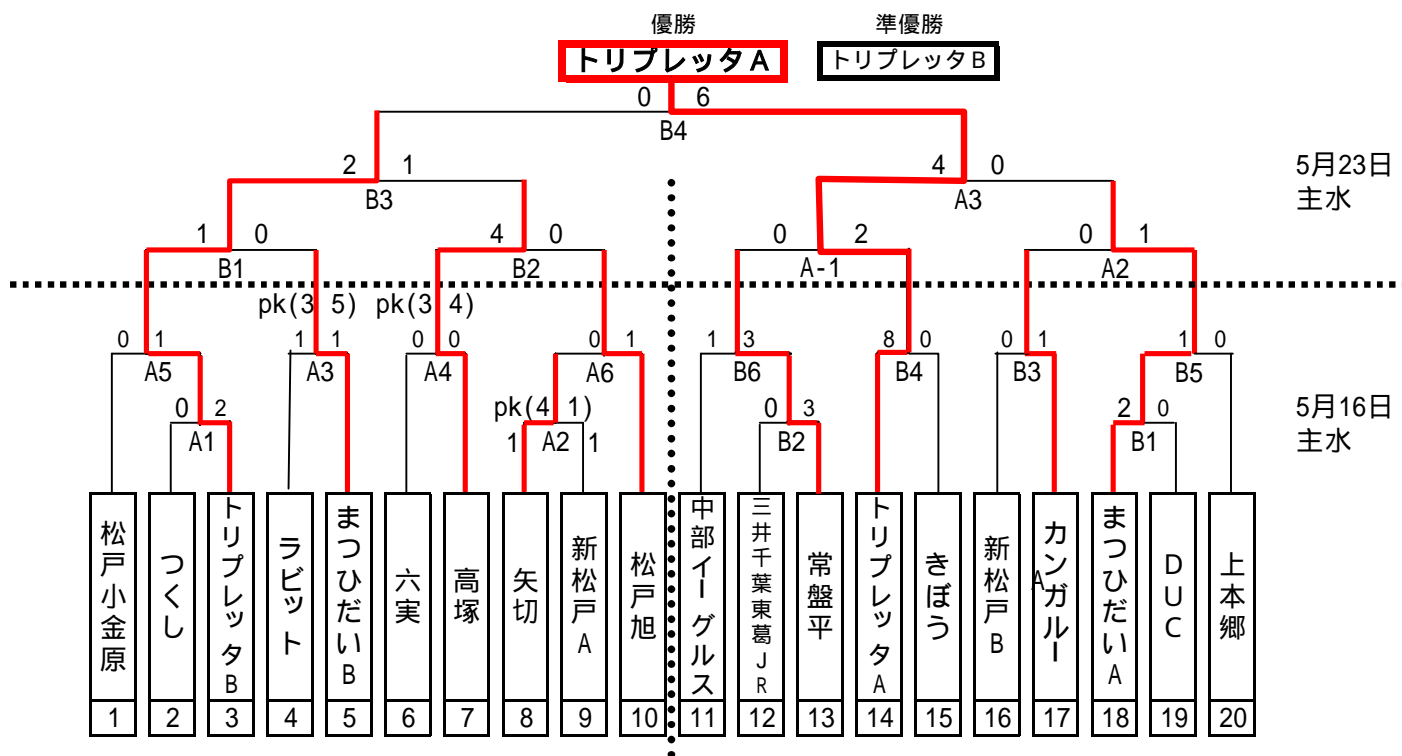 優勝 準優勝
トリプレッタA トリプレッタB
0 6
B4
2 1 4 0 5月23日
B3 A3 主水
1 0 4 0 0 2 0 1
B1 B2 A-1 A2
pk(3 5) pk(3 4)
0 1 1 1 0 0 0 1 1 3 8 0 0 1 1 0
A5 A3 A4 A6 B6 B4 B3 B5
0 2 pk(4 1) 0 3 2 0 5月16日
A1 1 A2 1 B2 B1 主水
松戸小金原
つくし
トリプレッタB
ラビット
まつひだいB
六実
高塚
矢切
新松戸A
松戸旭
中部イーグルス
三井千葉東葛JR
常盤平
トリプレッタA
きぼう
新松戸B
カンガルー
A
まつひだいA
DUC
上本郷
1 2 3 4 5 6 7 8 9 10 11 12 13 14 15 16 17 18 19 20